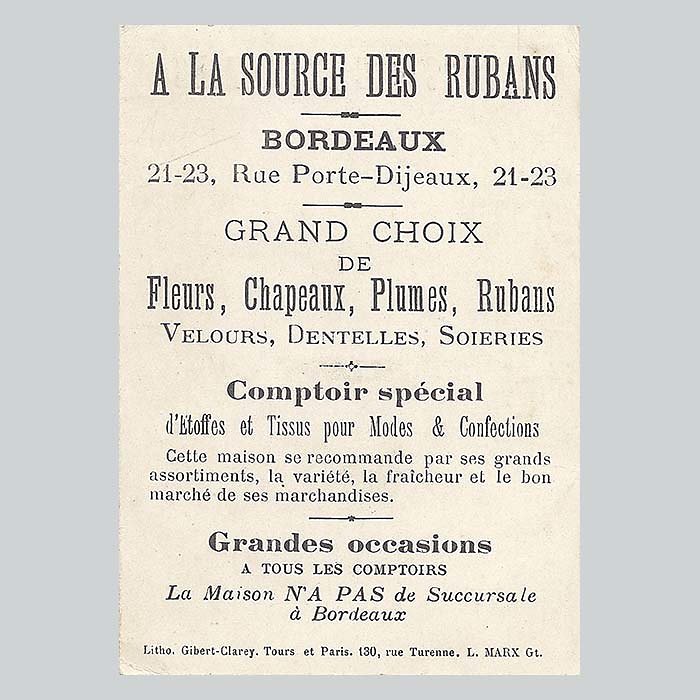 A LA SOURCE DES RUBANS
BORDEAUX
21-23, Rue Porte-Dijeaux, 21-23
GRAND CHOIX
DE
Fleurs, Chapeaux, Plumes, Rubans
VELOURS, DENTELLES, SOIERIES
Comptoir spécial
d'Etoffes et Tissus pour Modes & Confections
Cette maison se recommande par ses grands
assortiments, la variété, la fraîcheur et le bon
marché de ses marchandises.
Grandes occasions
A TOUS LES COMPTOIRS
La Maison N'A PAS de Succursale
à Bordeaux
Litho. Gibert-Clarey. Tours et Paris. 130, rue Turenne. L. MARX Gt.